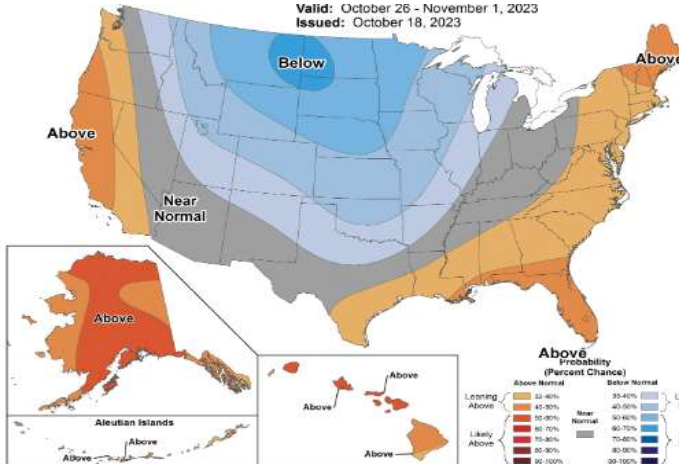 Valid: October 26 - November 1, 2023
Issued: October 18, 2023
Below
Above
Above
Near
Normal
Above
Above
Probability
(Percent Chance)
Above Normal
Below Normal
Leaning
Above
Likely
Above
Near
Normal
33-40%
40-50%
50-60%
60-70%
70-80%
80-90%
90-100%
33-40%
40-50%
50-60%
60-70%
70-80%
80-90%
90-100%
Aleutian Islands
Above
Above
Above
Above
Above
Above